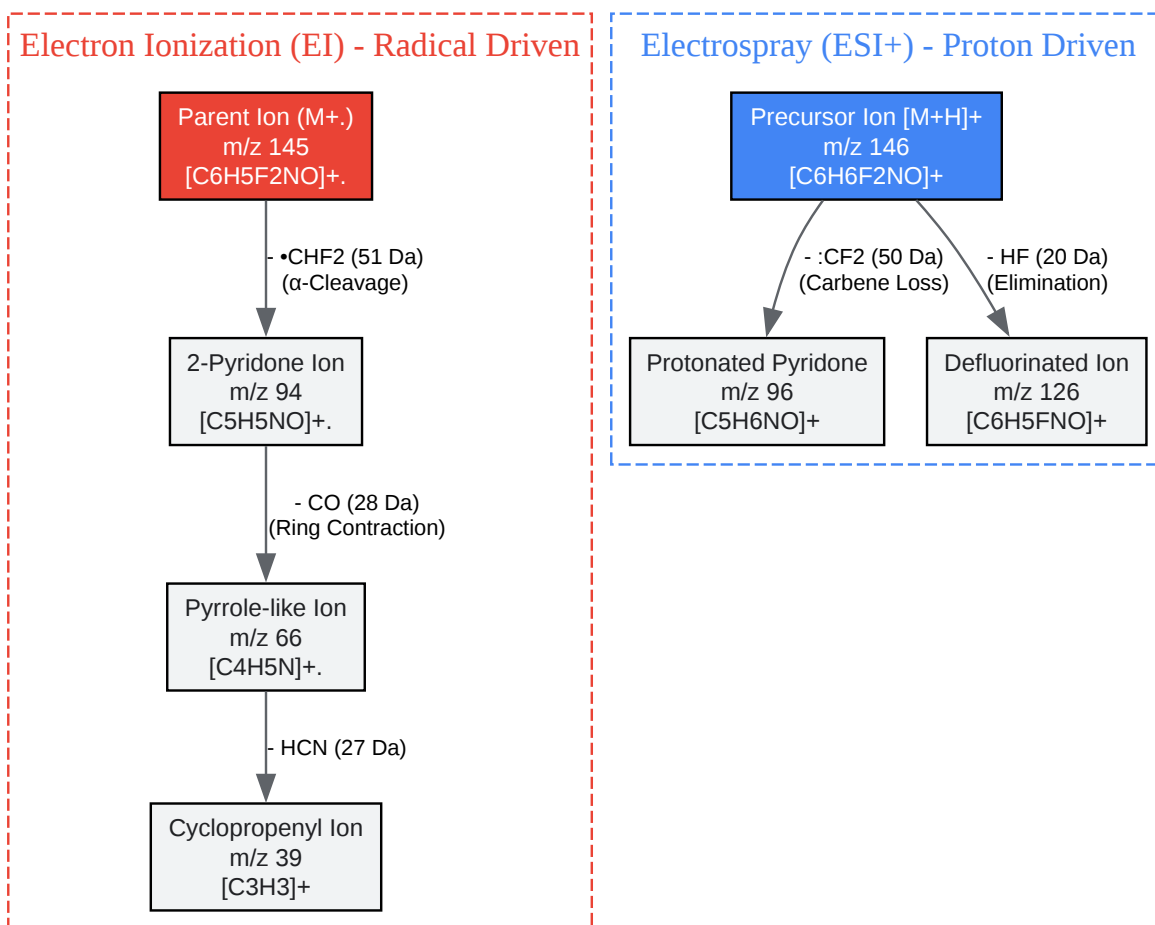 Electron Ionization (EI) - Radical Driven
Parent Ion (M+.)
m/z 145
[C6H5F2NO]+.
- •CHF2 (51 Da)
(α-Cleavage)
2-Pyridone Ion
m/z 94
[C5H5NO]+.
- CO (28 Da)
(Ring Contraction)
Pyrrole-like Ion
m/z 66
[C4H5N]+.
- HCN (27 Da)
Cyclopropenyl Ion
m/z 39
[C3H3]+
Electrospray (ESI+) - Proton Driven
Precursor Ion [M+H]+
m/z 146
[C6H6F2NO]+
- :CF2 (50 Da)
(Carbene Loss)
- HF (20 Da)
(Elimination)
Protonated Pyridone
m/z 96
[C5H6NO]+
Defluorinated Ion
m/z 126
[C6H5FNO]+